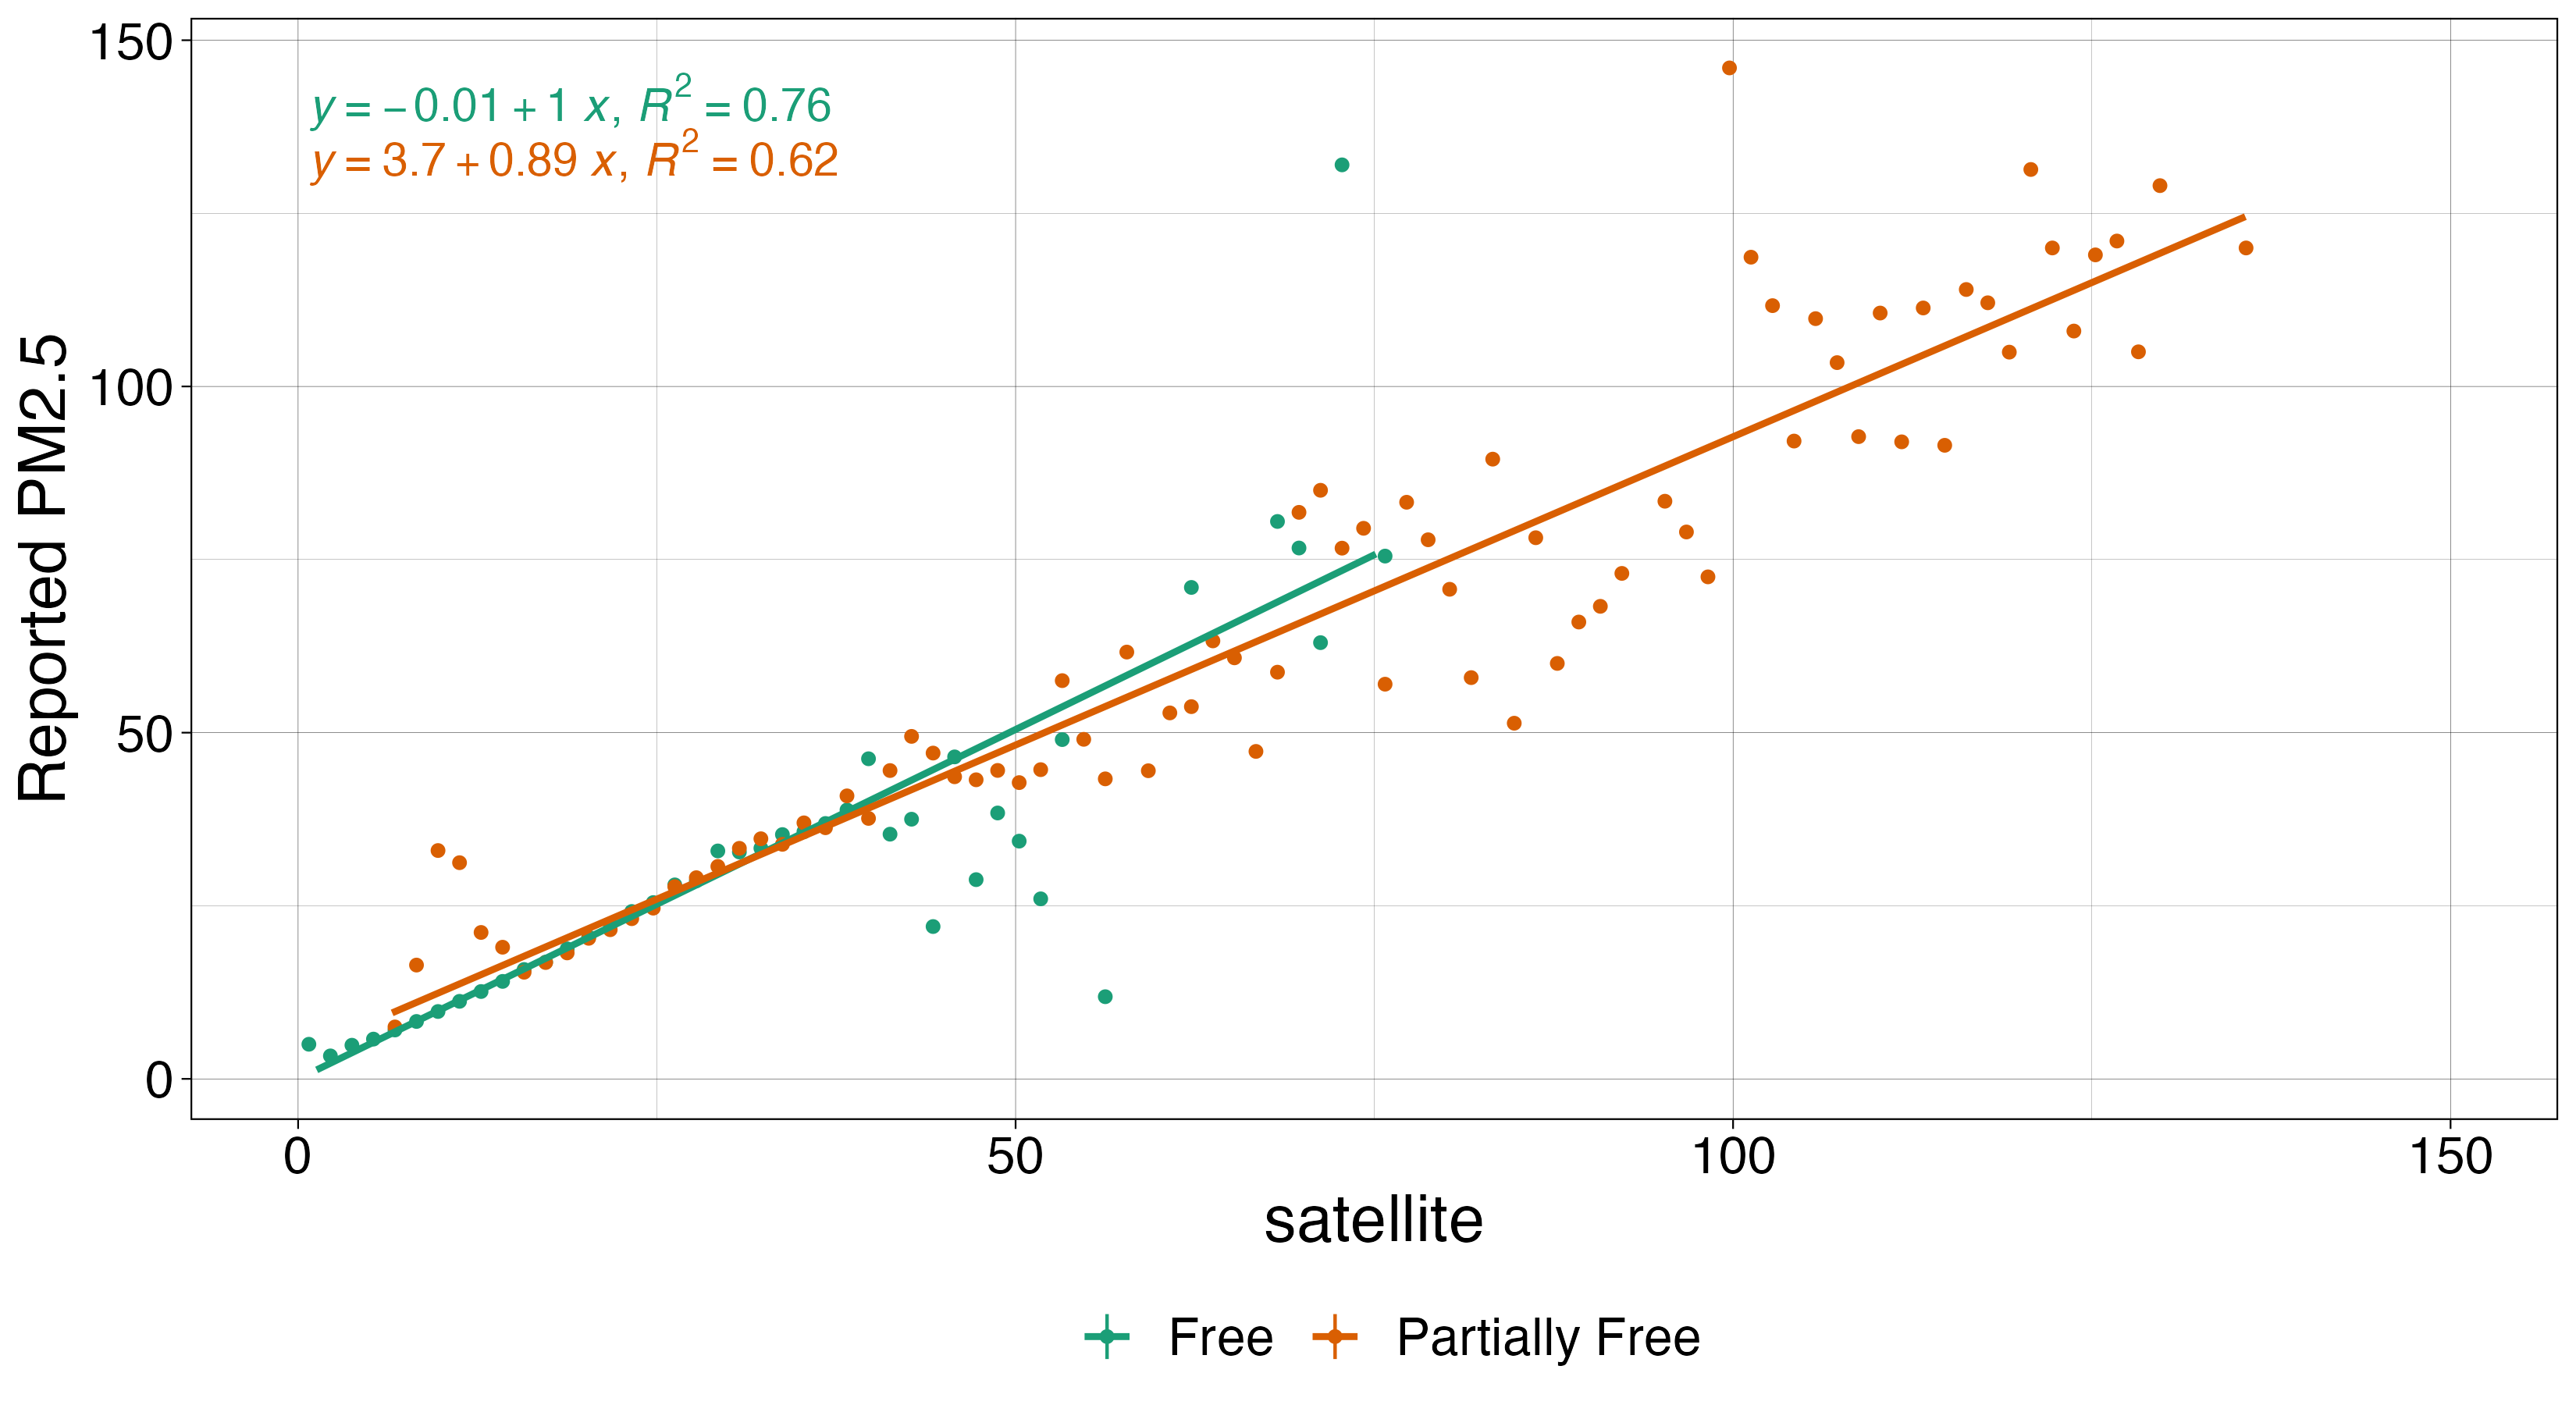 Reported PM2.5
150
100
50
0
y = −0.01 + 1 x, R² = 0.76
y = 3.7 + 0.89 x, R² = 0.62
0 50 100 150
satellite
Free Partially Free